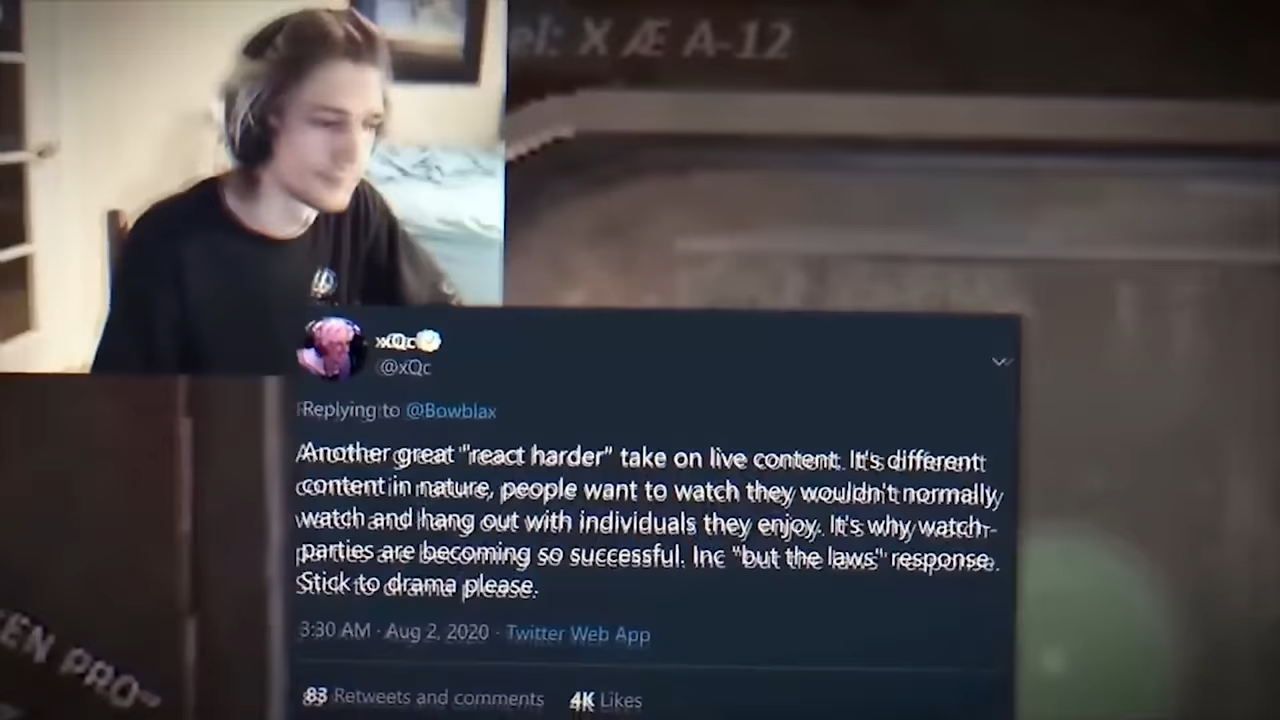 el: X Æ A-12
xQc
@xQc
Replying to @Bowblax
Another great "react harder" take on live content. It's different
content in nature, people want to watch they wouldn't normally
watch and hang out with individuals they enjoy. It's why watch-
parties are becoming so successful. Inc "but the laws" response.
Stick to drama please.
3:30 AM · Aug 2, 2020 · Twitter Web App
83 Retweets and comments 4K Likes
EN PRO"